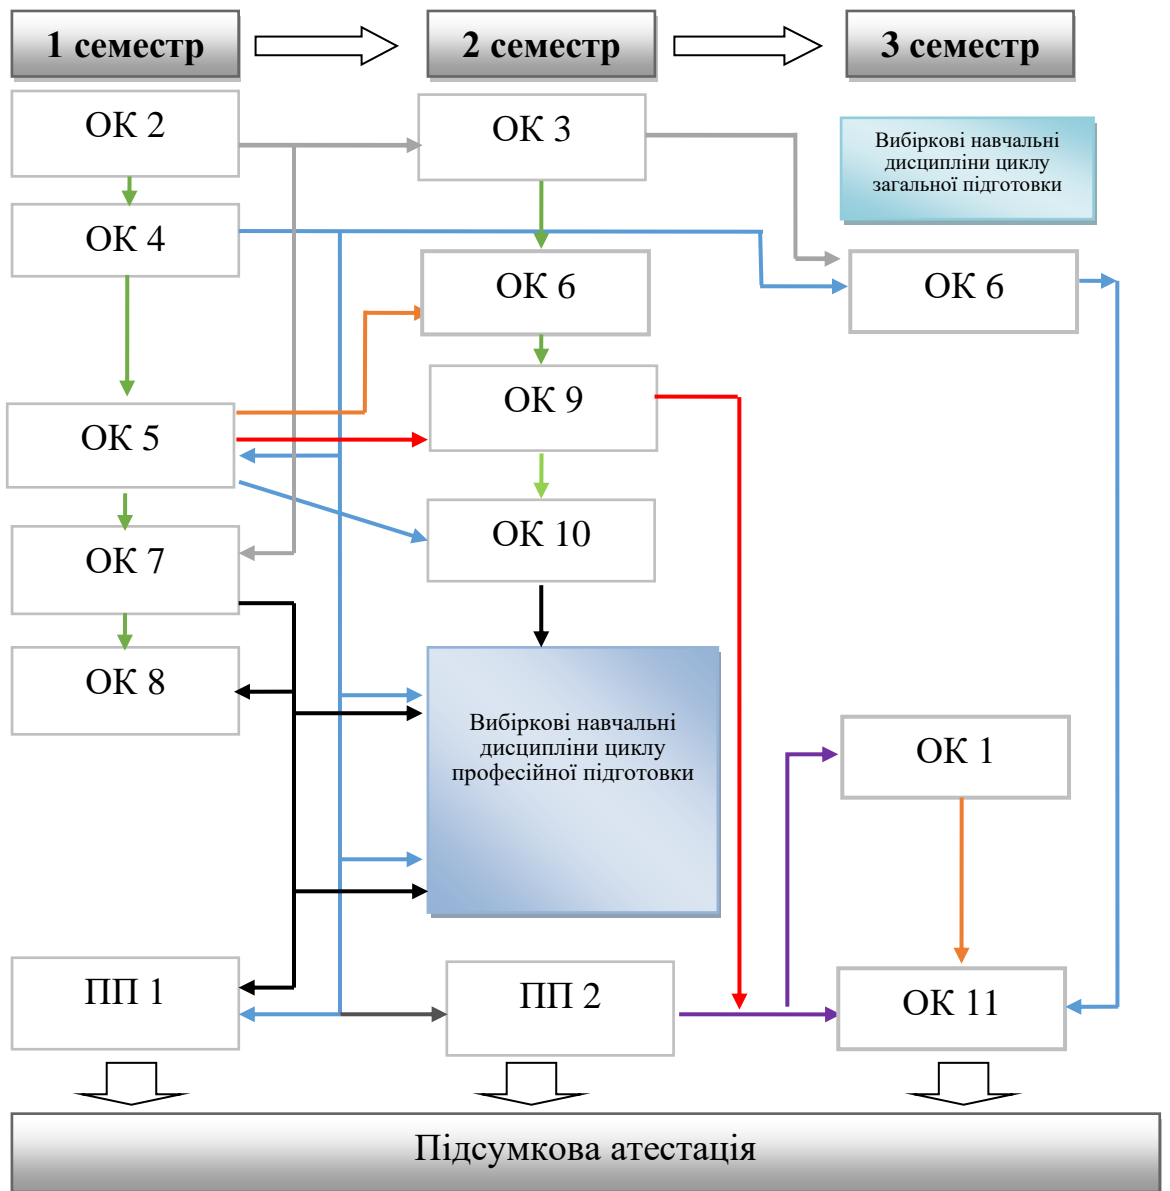 1 семестр
2 семестр
3 семестр
ОК 2
ОК 3
Вибіркові навчальні
дисципліни циклу
загальної підготовки
ОК 4
ОК 6
ОК 6
ОК 9
ОК 5
ОК 10
ОК 7
ОК 8
Вибіркові навчальні
дисципліни циклу
професійної підготовки
ОК 1
ПП 1
ПП 2
ОК 11
Підсумкова атестація